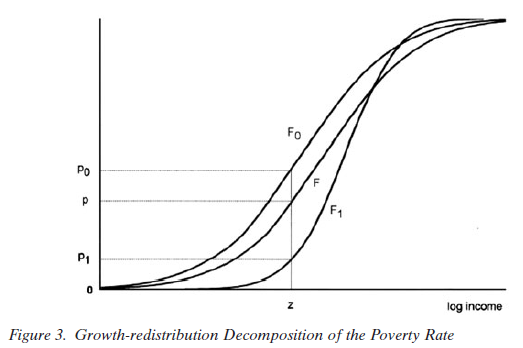 F0
P0
F
p
F1
P1
0
z
log income
Figure 3. Growth-redistribution Decomposition of the Poverty Rate